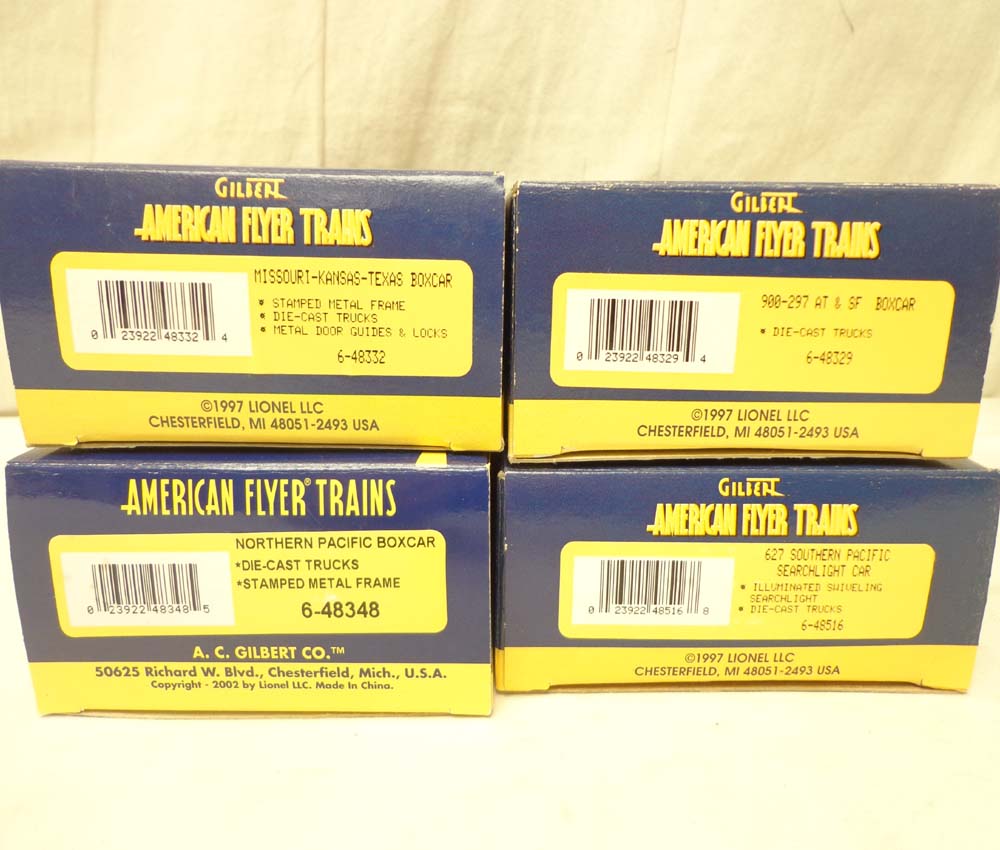 GILBERT
AMERICAN FLYER TRAINS
MISSOURI-KANSAS-TEXAS BOXCAR
* STAMPED METAL FRAME
* DIE-CAST TRUCKS
* METAL DOOR GUIDES & LOCKS
0 23922 48332 4
6-48332
©1997 LIONEL LLC
CHESTERFIELD, MI 48051-2493 USA
GILBERT
AMERICAN FLYER TRAINS
900-297 AT & SF BOXCAR
* DIE-CAST TRUCKS
0 23922 48329 4
6-48329
©1997 LIONEL LLC
CHESTERFIELD, MI 48051-2493 USA
AMERICAN FLYER® TRAINS
NORTHERN PACIFIC BOXCAR
*DIE-CAST TRUCKS
*STAMPED METAL FRAME
0 23922 48348 5
6-48348
A. C. GILBERT CO.™
50625 Richard W. Blvd., Chesterfield, Mich., U.S.A.
Copyright - 2002 by Lionel LLC. Made In China.
GILBERT
AMERICAN FLYER TRAINS
627 SOUTHERN PACIFIC
SEARCHLIGHT CAR
* ILLUMINATED SWIVELING
SEARCHLIGHT
* DIE-CAST TRUCKS
0 23922 48516 8
6-48516
©1997 LIONEL LLC
CHESTERFIELD, MI 48051-2493 USA